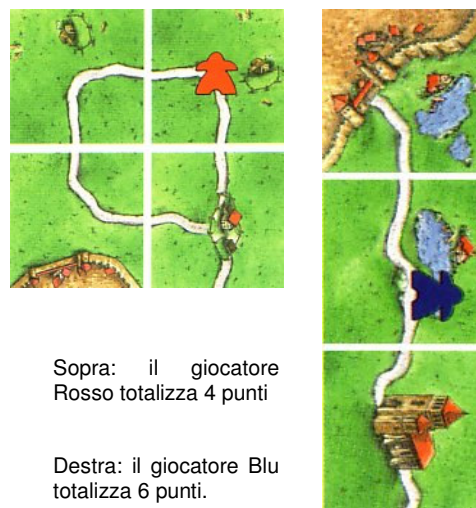 Sopra: il giocatore
Rosso totalizza 4 punti
Destra: il giocatore Blu
totalizza 6 punti.